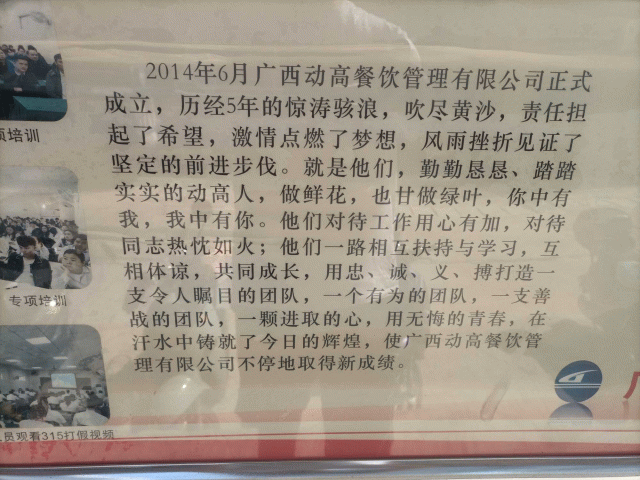 2014年6月广西动高餐饮管理有限公司正式
成立，历经5年的惊涛骇浪，吹尽黄沙，责任担
起了希望，激情点燃了梦想，风雨挫折见证了
坚定的前进步伐。就是他们，勤勤恳恳、踏踏
实实的动高人，做鲜花，也甘做绿叶，你中有
我，我中有你。他们对待工作用心有加，对待
同志热忱如火；他们一路相互扶持与学习，互
相体谅，共同成长，用忠、诚、义、搏打造一
支令人瞩目的团队，一个有为的团队，一支善
战的团队，一颗进取的心，用无悔的青春，在
汗水中铸就了今日的辉煌，使广西动高餐饮管
理有限公司不停地取得新成绩。
项培训
专项培训
员观看315打假视频